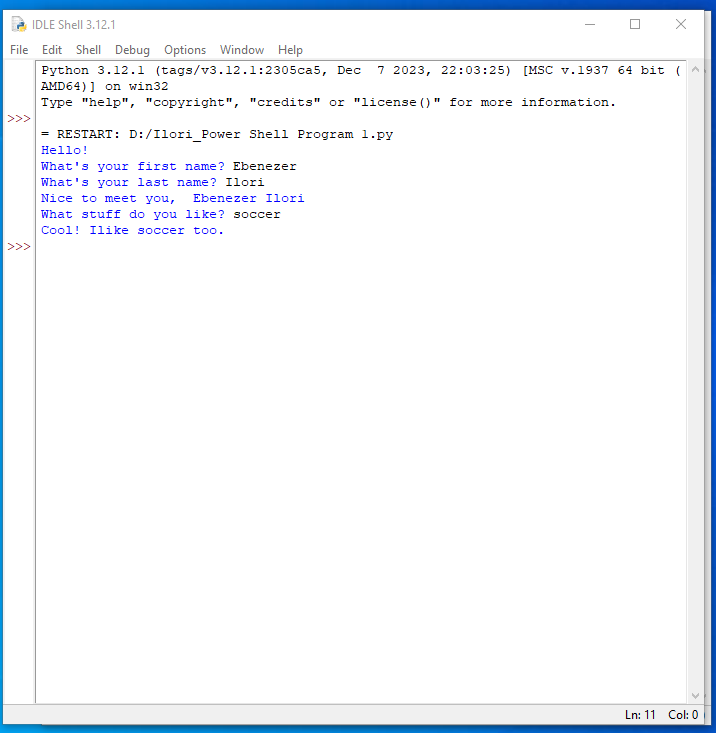 IDLE Shell 3.12.1
File Edit Shell Debug Options Window Help
Python 3.12.1 (tags/v3.12.1:2305ca5, Dec  7 2023, 22:03:25) [MSC v.1937 64 bit (
AMD64)] on win32
Type "help", "copyright", "credits" or "license()" for more information.
>>>
= RESTART: D:/Ilori_Power Shell Program 1.py
Hello!
What's your first name? Ebenezer
What's your last name? Ilori
Nice to meet you,  Ebenezer Ilori
What stuff do you like? soccer
Cool! Ilike soccer too.
>>>
Ln: 11 Col: 0